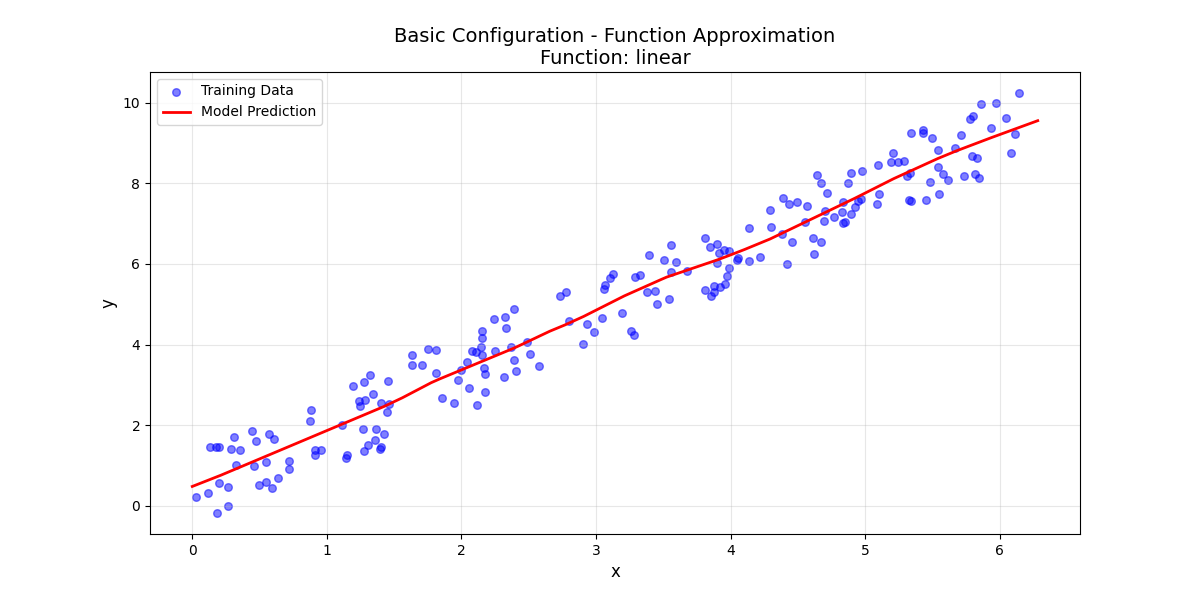 Basic Configuration - Function Approximation
Function: linear
Training Data
Model Prediction
10
8
6
4
2
0
y
0 1 2 3 4 5 6
x